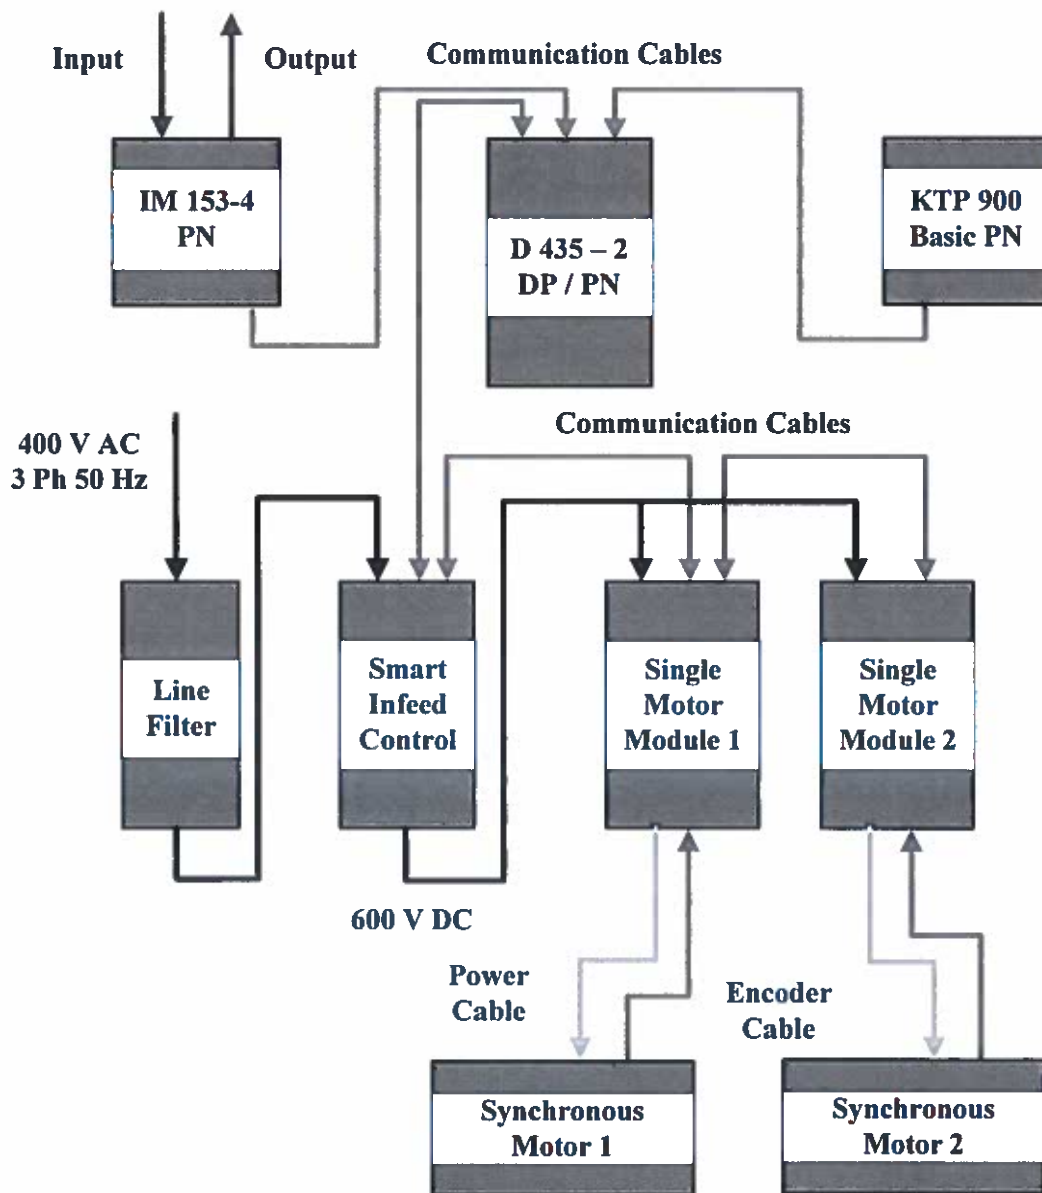 Communication Cables
Input
Output
IM 153-4
PN
D 435 – 2
DP / PN
KTP 900
Basic PN
Communication Cables
400 V AC
3 Ph 50 Hz
Line
Filter
Smart
Infeed
Control
Single
Motor
Module 1
Single
Motor
Module 2
600 V DC
Power
Cable
Encoder
Cable
Synchronous
Motor 1
Synchronous
Motor 2